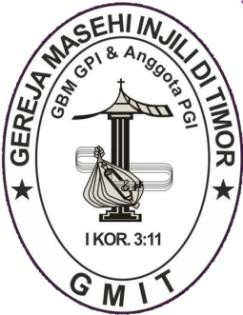 GEREJA MASEHI INJILI DI TIMOR
GBM GPI & Anggota PGI
I KOR. 3:11
GMIT